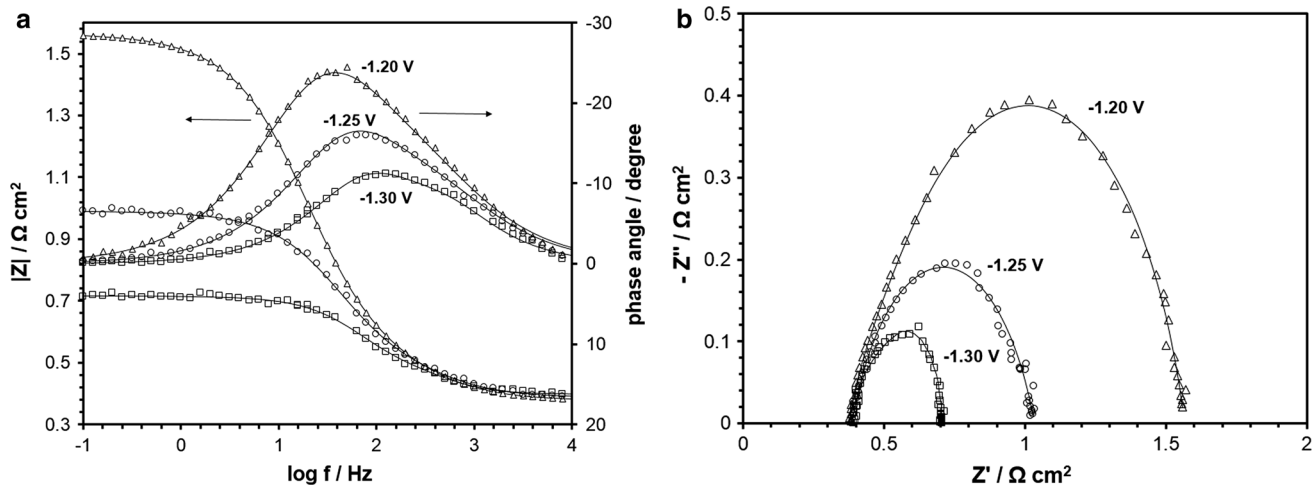 a
1.5
1.3
1.1
0.9
0.7
0.5
0.3
|Z| / Ω cm2
-1
0
1
2
3
4
log f / Hz
-30
-20
-10
0
10
20
phase angle / degree
-1.20 V
-1.25 V
-1.30 V
b
0.5
0.4
0.3
0.2
0.1
0
- Z'' / Ω cm2
0
0.5
1
1.5
2
Z' / Ω cm2
-1.20 V
-1.25 V
-1.30 V